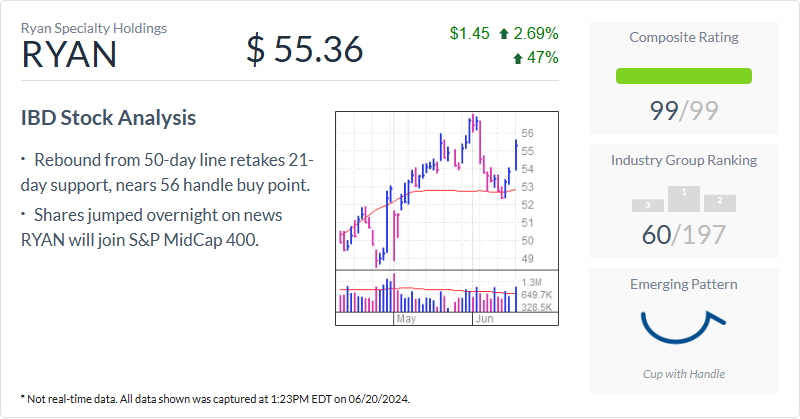 Ryan Specialty Holdings
RYAN
$ 55.36
$1.45 2.69%
47%
IBD Stock Analysis
· Rebound from 50-day line retakes 21-
day support, nears 56 handle buy point.
· Shares jumped overnight on news
RYAN will join S&P MidCap 400.
56
55
54
53
52
51
50
49
1.3M
649.7K
328.5K
May
Jun
Composite Rating
99/99
Industry Group Ranking
3 1 2
60/197
Emerging Pattern
Cup with Handle
* Not real-time data. All data shown was captured at 1:23PM EDT on 06/20/2024.